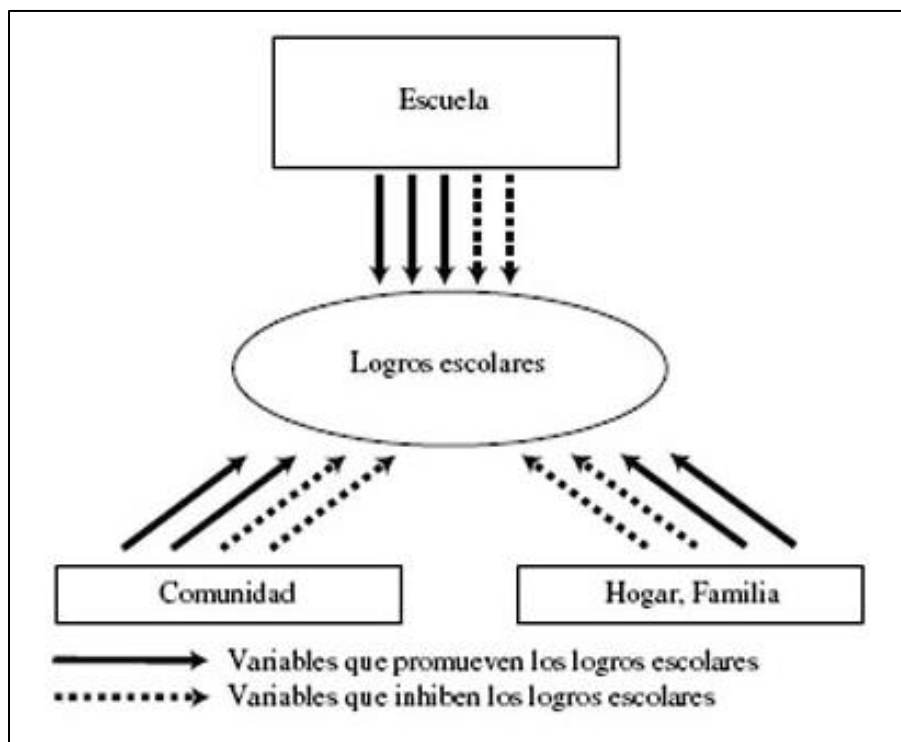 Escuela
Logros escolares
Comunidad
Hogar, Familia
Variables que promueven los logros escolares
Variables que inhiben los logros escolares